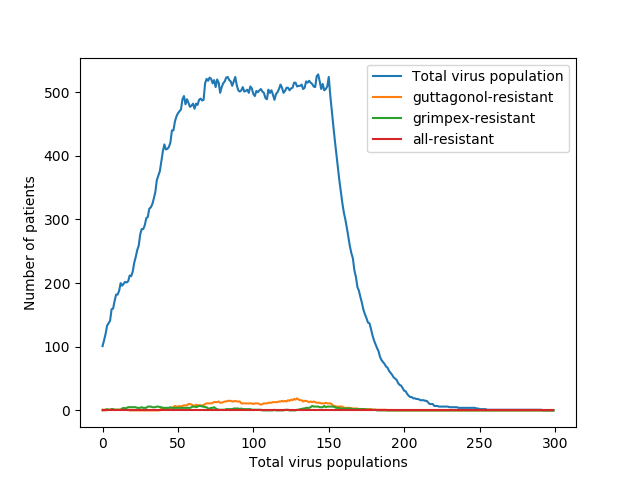 Total virus population
guttagonol-resistant
grimpex-resistant
all-resistant
500
400
300
200
100
0
Number of patients
0 50 100 150 200 250 300
Total virus populations